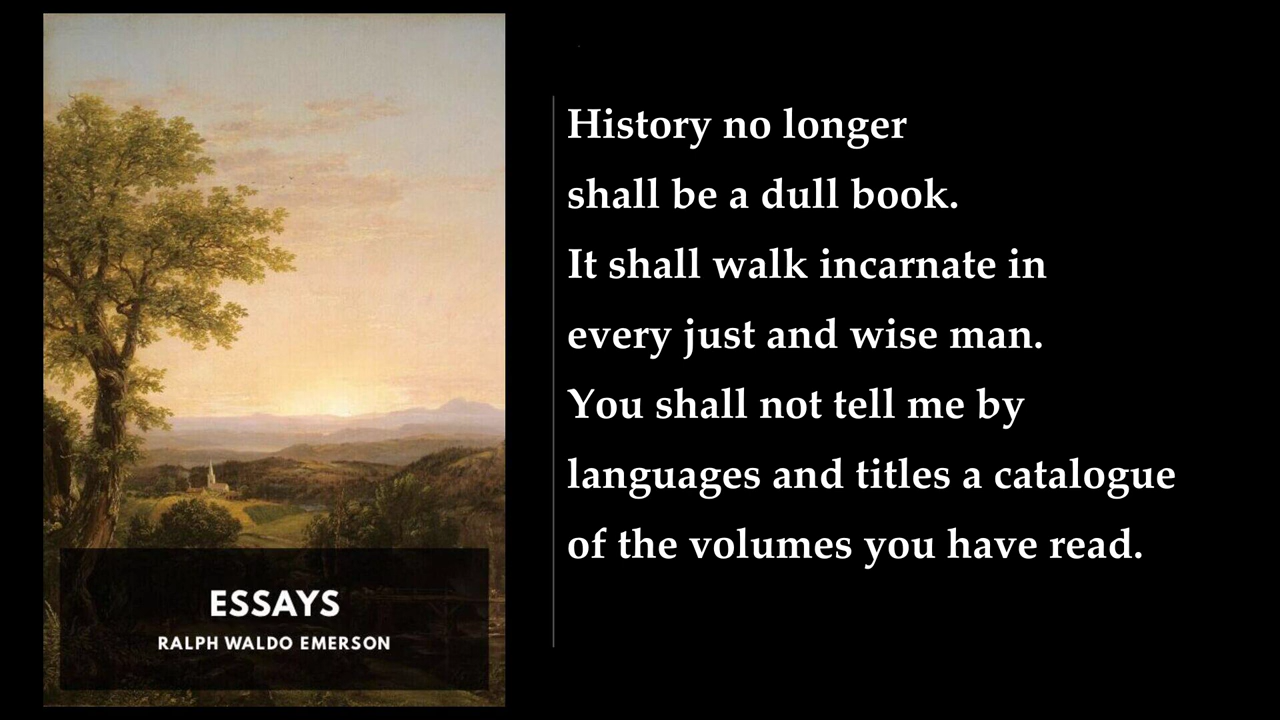 ESSAYS
RALPH WALDO EMERSON
History no longer
shall be a dull book.
It shall walk incarnate in
every just and wise man.
You shall not tell me by
languages and titles a catalogue
of the volumes you have read.